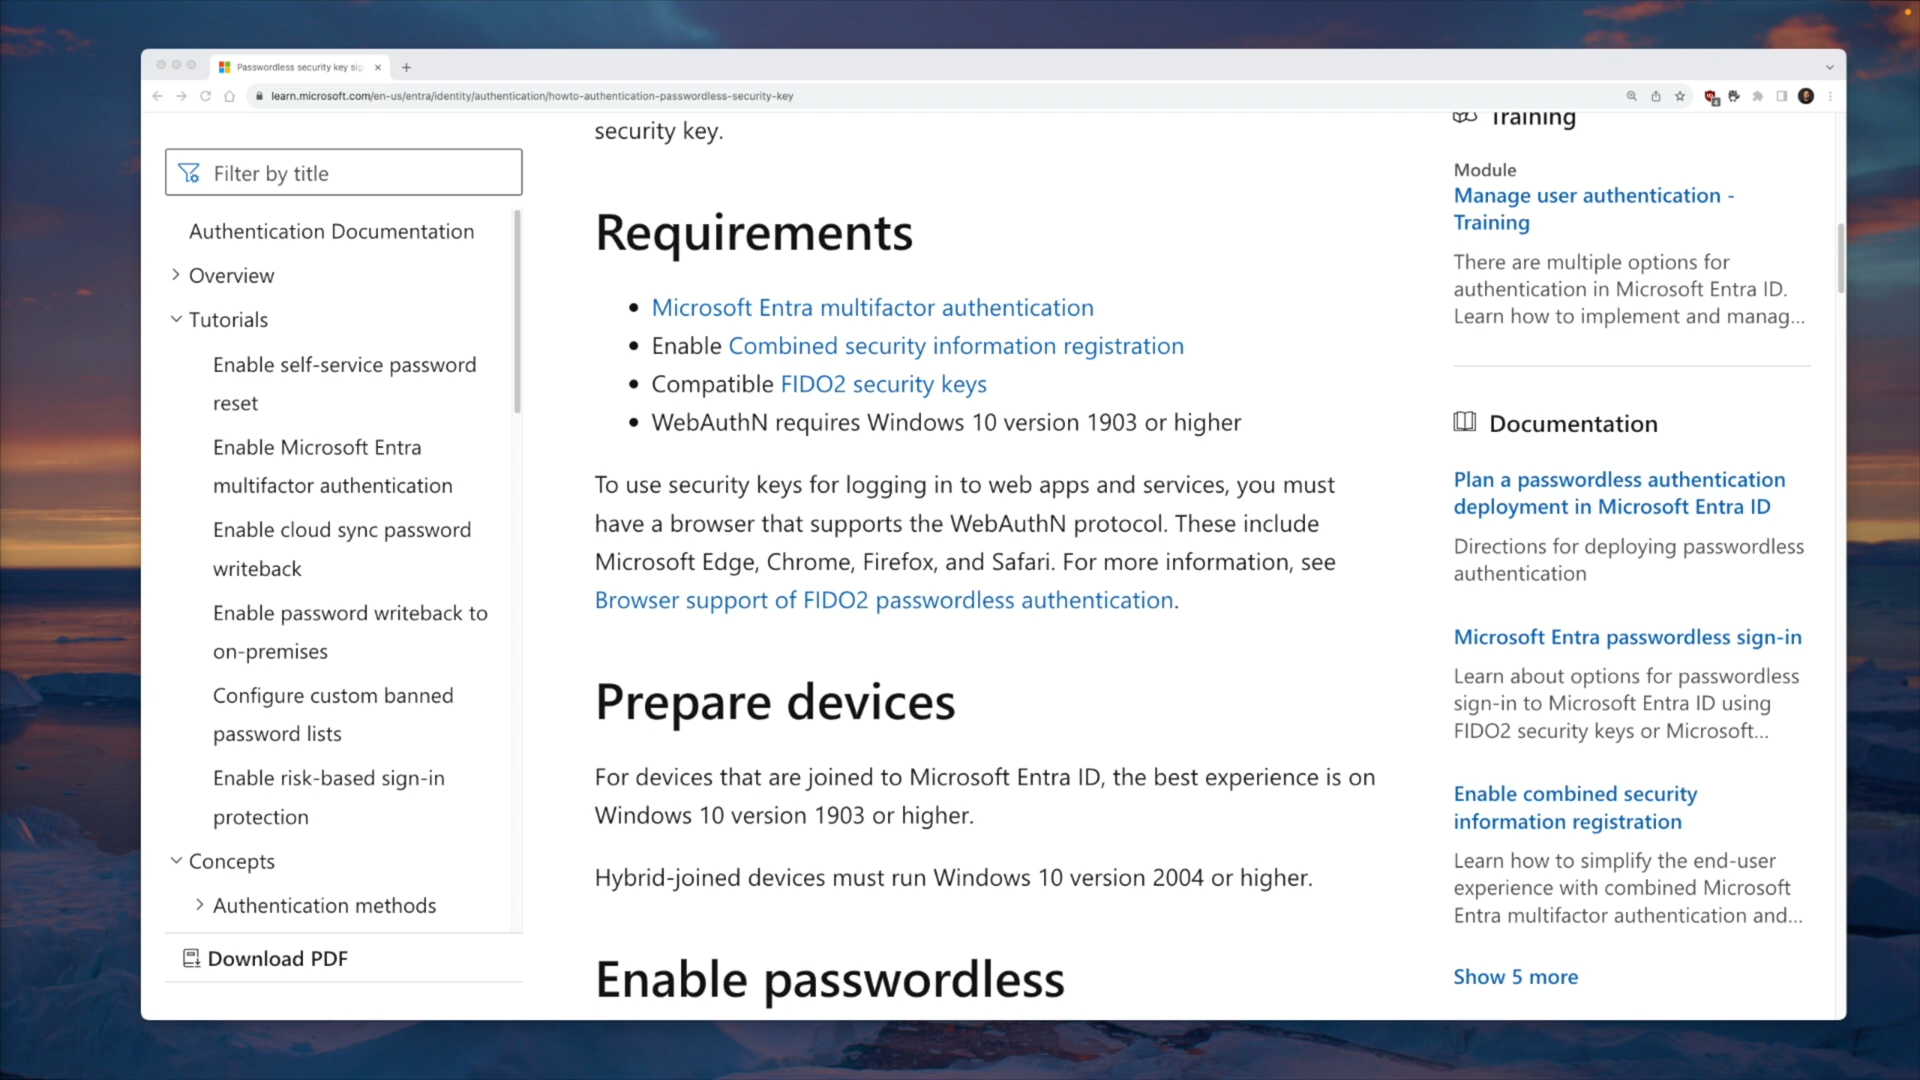 Passwordless security key sig
learn.microsoft.com/en-us/entra/identity/authentication/howto-authentication-passwordless-security-key
Filter by title
Authentication Documentation
Overview
Tutorials
Enable self-service password
reset
Enable Microsoft Entra
multifactor authentication
Enable cloud sync password
writeback
Enable password writeback to
on-premises
Configure custom banned
password lists
Enable risk-based sign-in
protection
Concepts
Authentication methods
Download PDF
security key.
Requirements
Microsoft Entra multifactor authentication
Enable Combined security information registration
Compatible FIDO2 security keys
WebAuthN requires Windows 10 version 1903 or higher
To use security keys for logging in to web apps and services, you must
have a browser that supports the WebAuthN protocol. These include
Microsoft Edge, Chrome, Firefox, and Safari. For more information, see
Browser support of FIDO2 passwordless authentication.
Prepare devices
For devices that are joined to Microsoft Entra ID, the best experience is on
Windows 10 version 1903 or higher.
Hybrid-joined devices must run Windows 10 version 2004 or higher.
Enable passwordless
Training
Module
Manage user authentication -
Training
There are multiple options for
authentication in Microsoft Entra ID.
Learn how to implement and manag...
Documentation
Plan a passwordless authentication
deployment in Microsoft Entra ID
Directions for deploying passwordless
authentication
Microsoft Entra passwordless sign-in
Learn about options for passwordless
sign-in to Microsoft Entra ID using
FIDO2 security keys or Microsoft...
Enable combined security
information registration
Learn how to simplify the end-user
experience with combined Microsoft
Entra multifactor authentication and...
Show 5 more